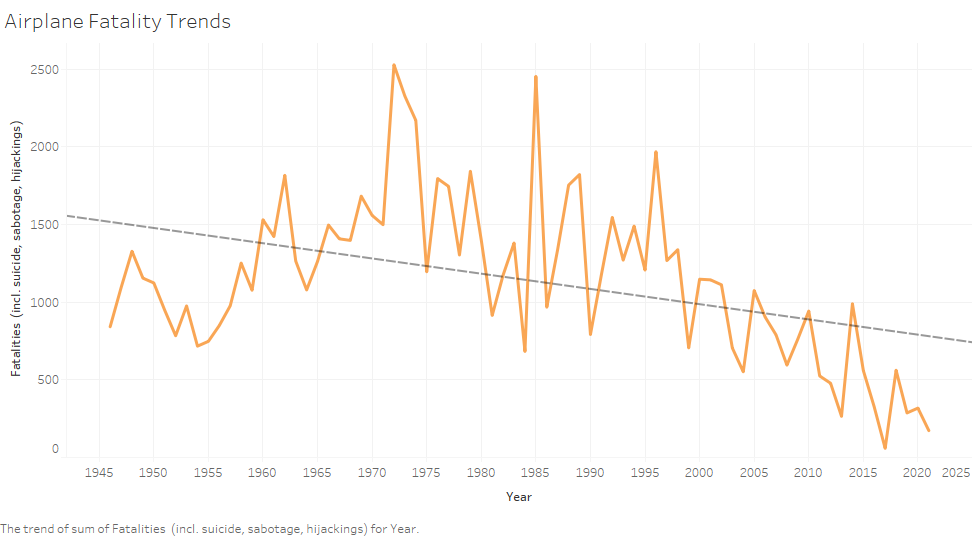 Airplane Fatality Trends
Fatalities  (incl. suicide, sabotage, hijackings)
2500
2000
1500
1000
500
0
1945 1950 1955 1960 1965 1970 1975 1980 1985 1990 1995 2000 2005 2010 2015 2020 2025
Year
The trend of sum of Fatalities  (incl. suicide, sabotage, hijackings) for Year.